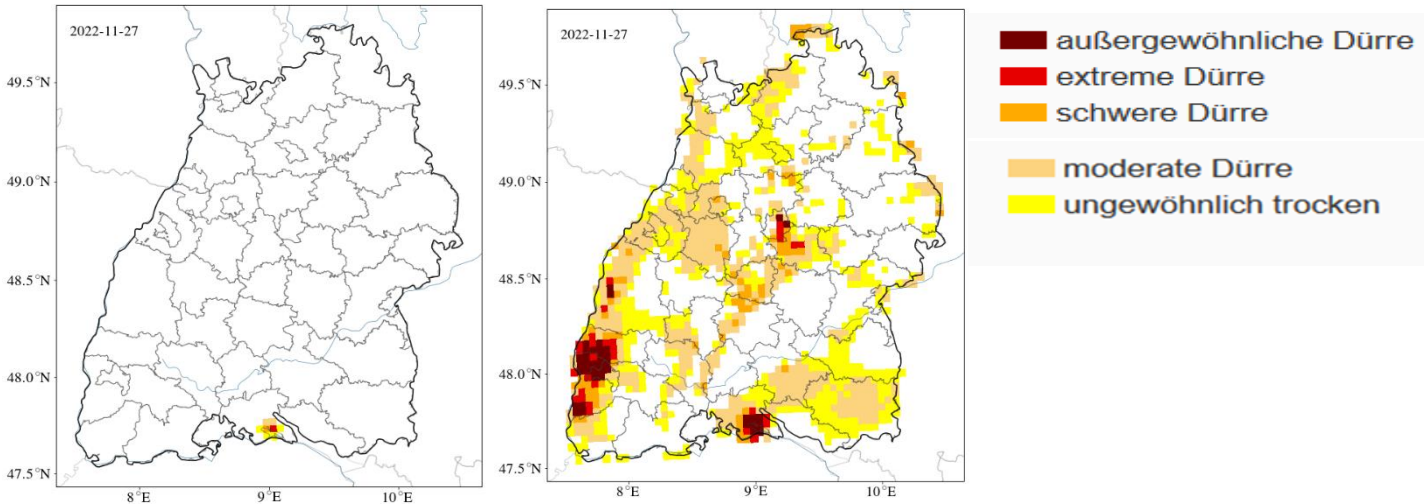 2022-11-27
49.5°N
49.0°N
48.5°N
48.0°N
47.5°N
8°E
9°E
10°E
2022-11-27
49.5°N
49.0°N
48.5°N
48.0°N
47.5°N
8°E
9°E
10°E
außergewöhnliche Dürre
extreme Dürre
schwere Dürre
moderate Dürre
ungewöhnlich trocken